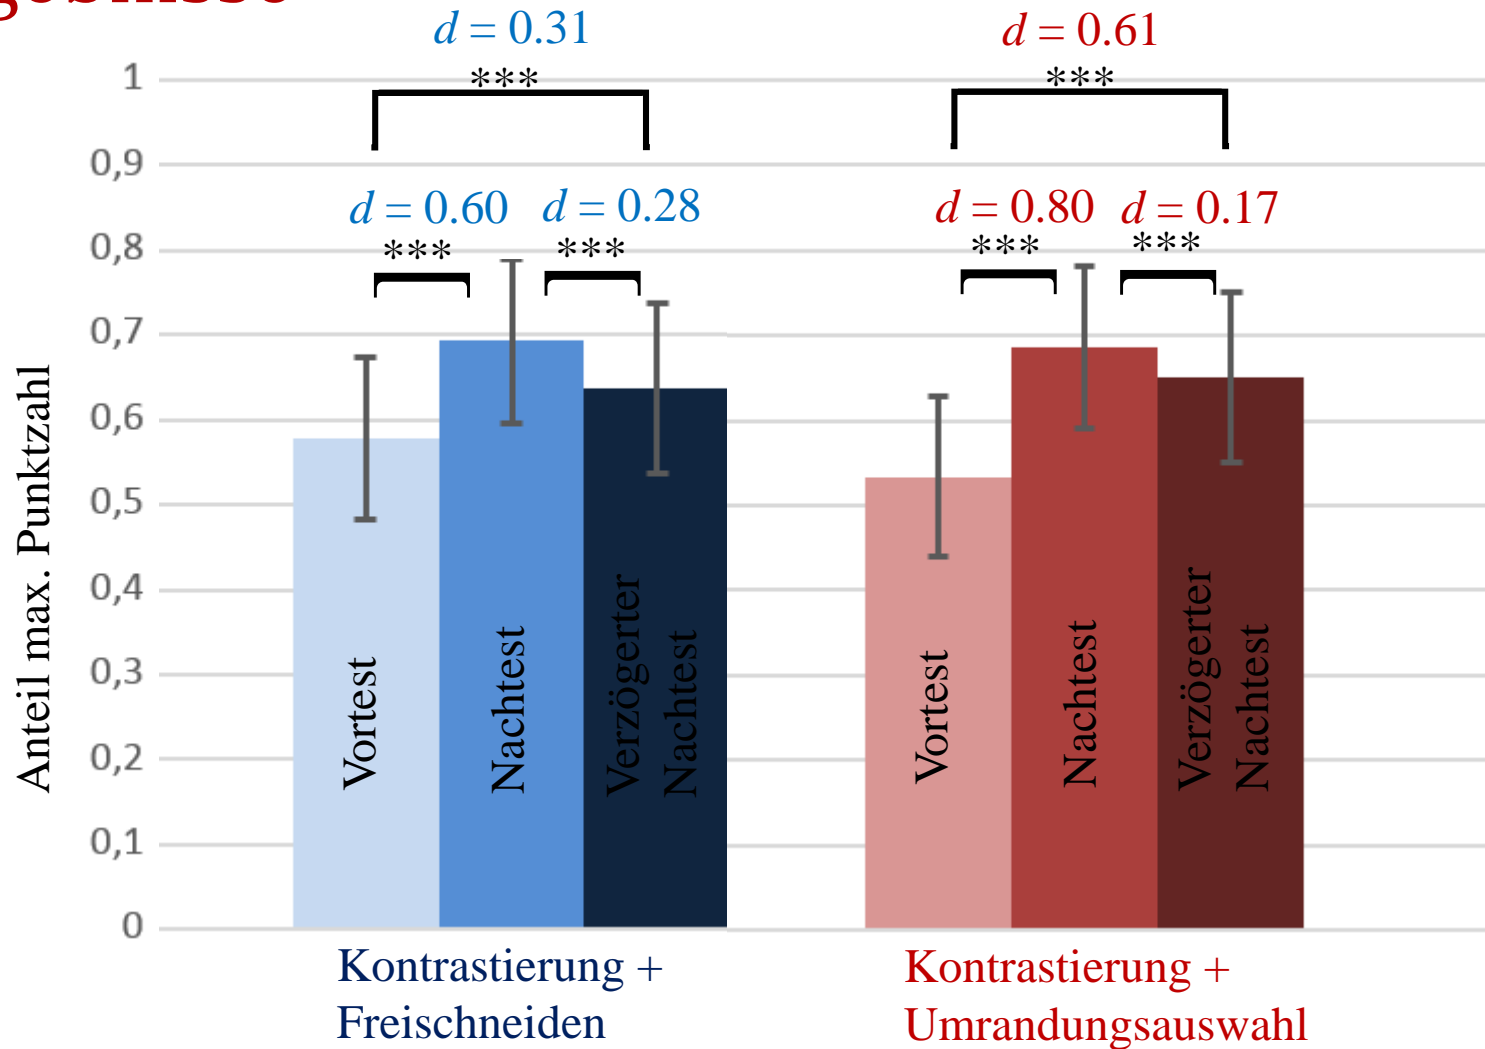 d = 0.31
d = 0.61
***
***
1
0,9
d = 0.60
d = 0.28
d = 0.80
d = 0.17
***
***
***
***
0,8
0,7
0,6
0,5
0,4
0,3
0,2
0,1
0
Anteil max. Punktzahl
Vortest
Nachtest
Verzögerter
Nachtest
Vortest
Nachtest
Verzögerter
Nachtest
Kontrastierung +
Freischneiden
Kontrastierung +
Umrandungsauswahl